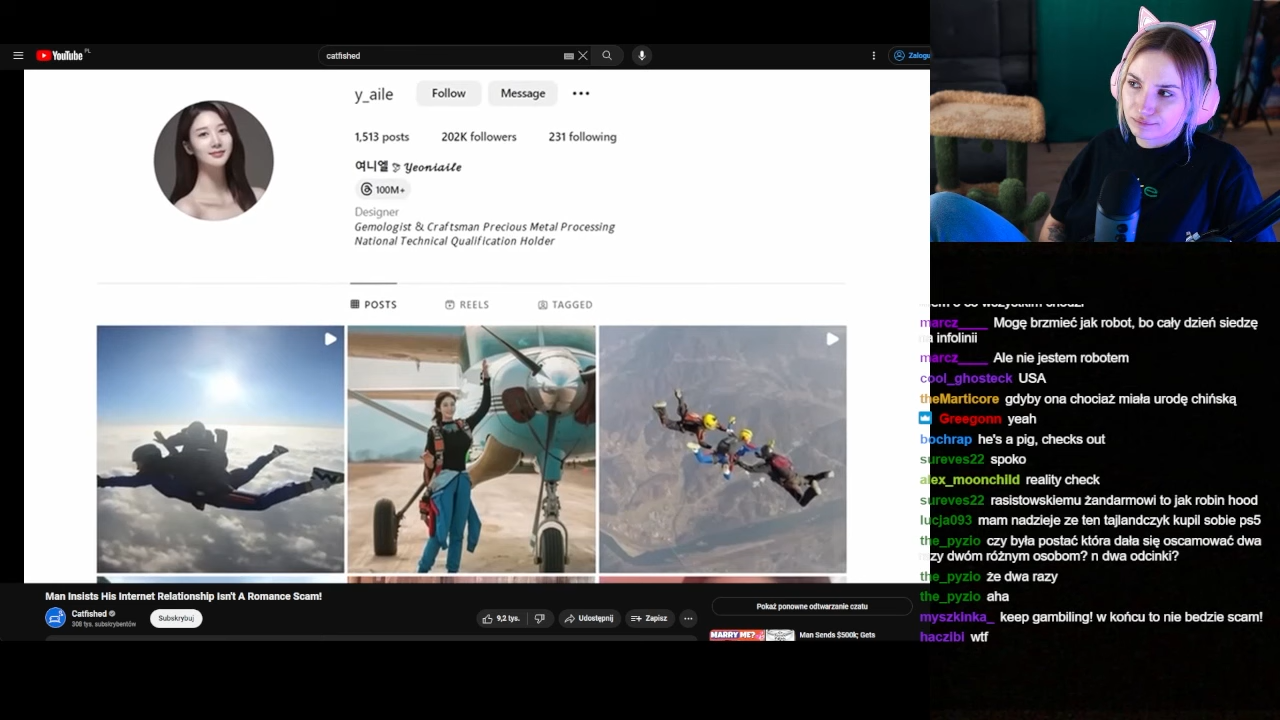 YouTube PL
catfished
Zalogu
y_aile
Follow
Message
1,513 posts
202K followers
231 following
여니엘 🕊 Yeoniaile
100M+
Designer
Gemologist & Craftsman Precious Metal Processing
National Technical Qualification Holder
POSTS
REELS
TAGGED
Man Insists His Internet Relationship Isn't A Romance Scam!
Catfished
308 tys. subskrybentów
Subskrybuj
9,2 tys.
Udostępnij
Zapisz
Pokaż ponowne odtwarzanie czatu
MARRY ME?
Man Sends $500k; Gets
marcz____ Mogę brzmieć jak robot, bo cały dzień siedzę
na infolinii
marcz____ Ale nie jestem robotem
cool_ghosteck USA
theMarticore gdyby ona chociaż miała urodę chińską
Greegonn yeah
bochrap he's a pig, checks out
sureves22 spoko
alex_moonchild reality check
sureves22 rasistowskiemu żandarmowi to jak robin hood
lucja093 mam nadzieje ze ten tajlandczyk kupil sobie ps5
the_pyzio czy była postać która dała się oscamować dwa
rzy dwóm różnym osobom? n dwa odcinki?
the_pyzio że dwa razy
the_pyzio aha
myszkinka_ keep gambiling! w końcu to nie bedzie scam!
haczibi wtf